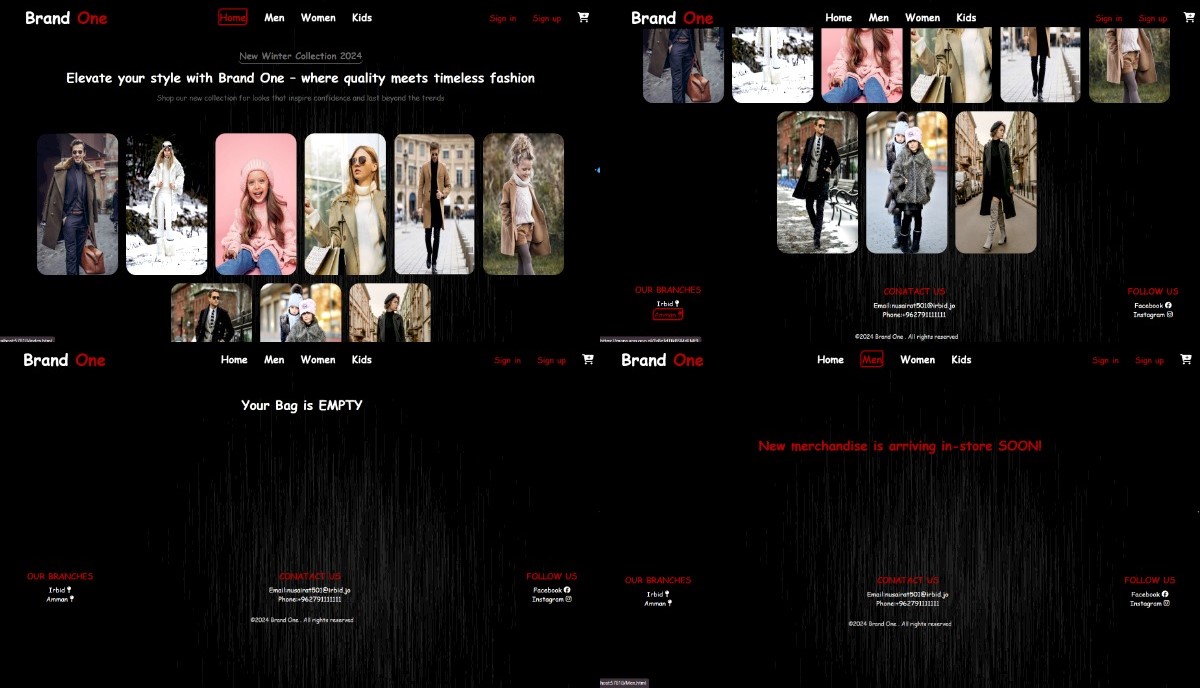 Brand One
Home Men Women Kids
Sign in Sign up
New Winter Collection 2024
Elevate your style with Brand One - where quality meets timeless fashion
Shop our new collection for looks that inspire confidence and last beyond the trends
Brand One
Home Men Women Kids
Sign in Sign up
OUR BRANCHES
Irbid
Amman
CONATACT US
Email:nusairat501@irbid.jo
Phone:+962791111111
©2024 Brand One . All rights reserved
FOLLOW US
Facebook
Instagram
Brand One
Home Men Women Kids
Sign in Sign up
Your Bag is EMPTY
OUR BRANCHES
Irbid
Amman
CONATACT US
Email:nusairat501@irbid.jo
Phone:+962791111111
©2024 Brand One . All rights reserved
FOLLOW US
Facebook
Instagram
Brand One
Home Men Women Kids
Sign in Sign up
New merchandise is arriving in-store SOON!
OUR BRANCHES
Irbid
Amman
CONATACT US
Email:nusairat501@irbid.jo
Phone:+962791111111
©2024 Brand One . All rights reserved
FOLLOW US
Facebook
Instagram